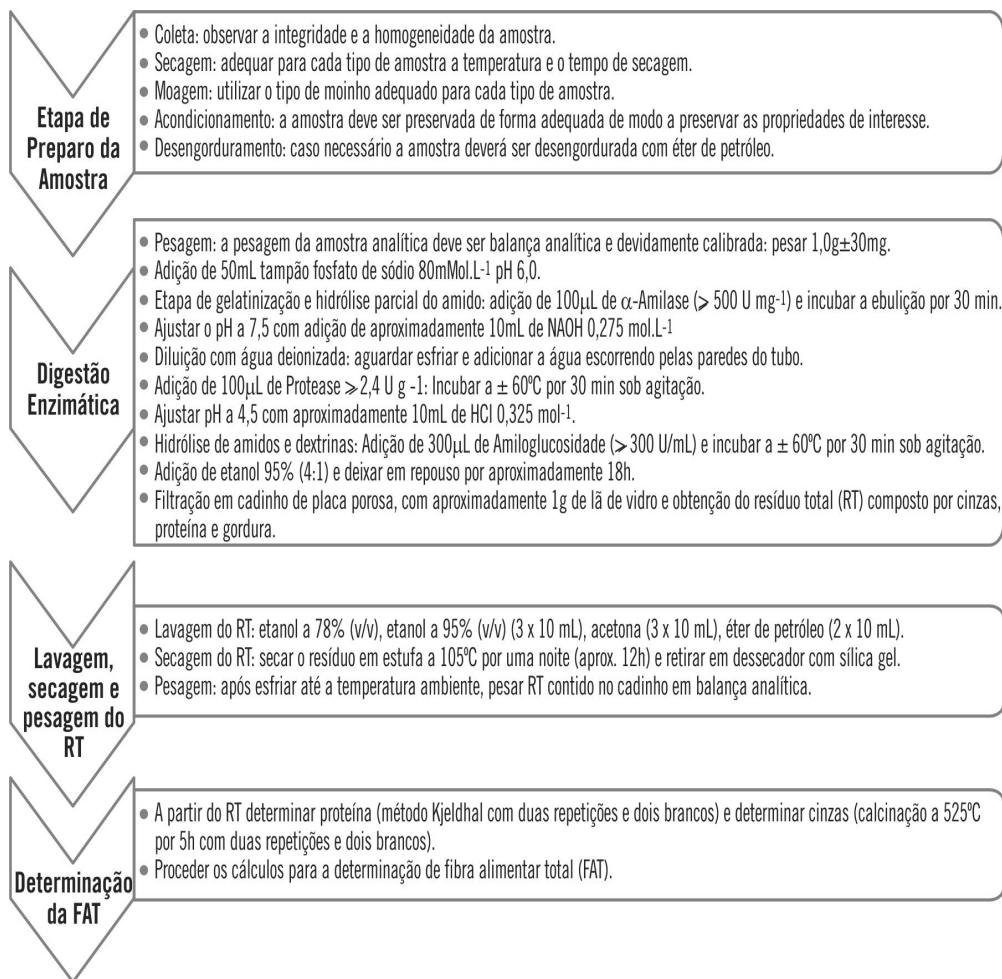 Etapa de
Preparo da
Amostra
• Coleta: observar a integridade e a homogeneidade da amostra.
• Secagem: adequar para cada tipo de amostra a temperatura e o tempo de secagem.
• Moagem: utilizar o tipo de moinho adequado para cada tipo de amostra.
• Acondicionamento: a amostra deve ser preservada de forma adequada de modo a preservar as propriedades de interesse.
• Desengorduramento: caso necessário a amostra deverá ser desengordurada com éter de petróleo.
Digestão
Enzimática
• Pesagem: a pesagem da amostra analítica deve ser balança analítica e devidamente calibrada: pesar 1,0g±30mg.
• Adição de 50mL tampão fosfato de sódio 80mMol.L-1 pH 6,0.
• Etapa de gelatinização e hidrólise parcial do amido: adição de 100µL de α-Amilase (⩾ 500 U mg-1) e incubar a ebulição por 30 min.
• Ajustar o pH a 7,5 com adição de aproximadamente 10mL de NAOH 0,275 mol.L-1
• Diluição com água deionizada: aguardar esfriar e adicionar a água escorrendo pelas paredes do tubo.
• Adição de 100µL de Protease ⩾2,4 U g -1: Incubar a ± 60ºC por 30 min sob agitação.
• Ajustar pH a 4,5 com aproximadamente 10mL de HCl 0,325 mol-1.
• Hidrólise de amidos e dextrinas: Adição de 300µL de Amiloglucosidade (⩾ 300 U/mL) e incubar a ± 60ºC por 30 min sob agitação.
• Adição de etanol 95% (4:1) e deixar em repouso por aproximadamente 18h.
• Filtração em cadinho de placa porosa, com aproximadamente 1g de lã de vidro e obtenção do resíduo total (RT) composto por cinzas,
proteína e gordura.
Lavagem,
secagem e
pesagem do
RT
• Lavagem do RT: etanol a 78% (v/v), etanol a 95% (v/v) (3 x 10 mL), acetona (3 x 10 mL), éter de petróleo (2 x 10 mL).
• Secagem do RT: secar o resíduo em estufa a 105ºC por uma noite (aprox. 12h) e retirar em dessecador com sílica gel.
• Pesagem: após esfriar até a temperatura ambiente, pesar RT contido no cadinho em balança analítica.
Determinação
da FAT
• A partir do RT determinar proteína (método Kjeldhal com duas repetições e dois brancos) e determinar cinzas (calcinação a 525ºC
por 5h com duas repetições e dois brancos).
• Proceder os cálculos para a determinação de fibra alimentar total (FAT).